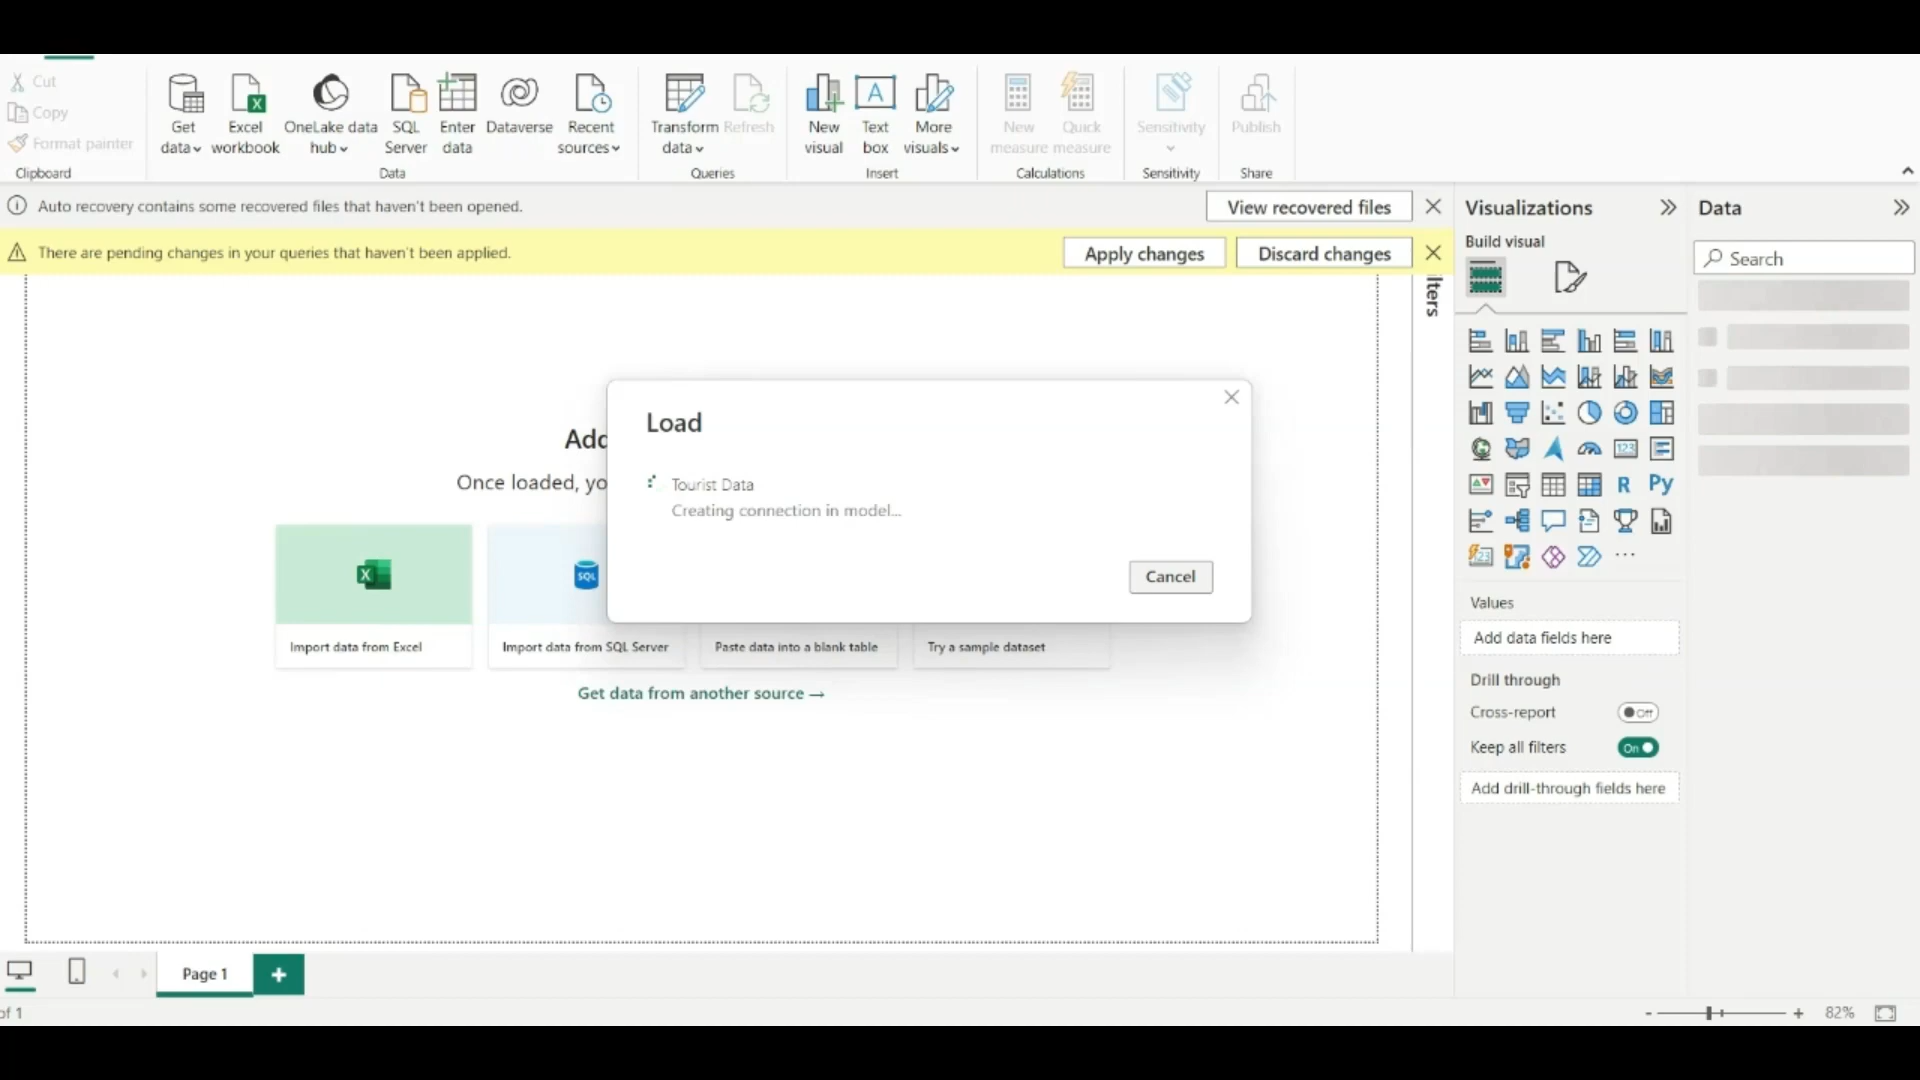 Cut
Copy
Format painter
Clipboard
Get data
Excel workbook
OneLake data hub
SQL Server
Enter data
Dataverse
Recent sources
Data
Transform data
Refresh
Queries
New visual
Text box
More visuals
Insert
New measure
Quick measure
Calculations
Sensitivity
Sensitivity
Publish
Share
Auto recovery contains some recovered files that haven't been opened.
View recovered files
There are pending changes in your queries that haven't been applied.
Apply changes
Discard changes
Add
Once loaded, yo
Load
Tourist Data
Creating connection in model...
Cancel
X
SQL
Import data from Excel
Import data from SQL Server
Paste data into a blank table
Try a sample dataset
Get data from another source →
lters
Visualizations
Build visual
123
R
Py
123
...
Values
Add data fields here
Drill through
Cross-report
Off
Keep all filters
On
Add drill-through fields here
Data
Search
Page 1
+
of 1
- + 82%